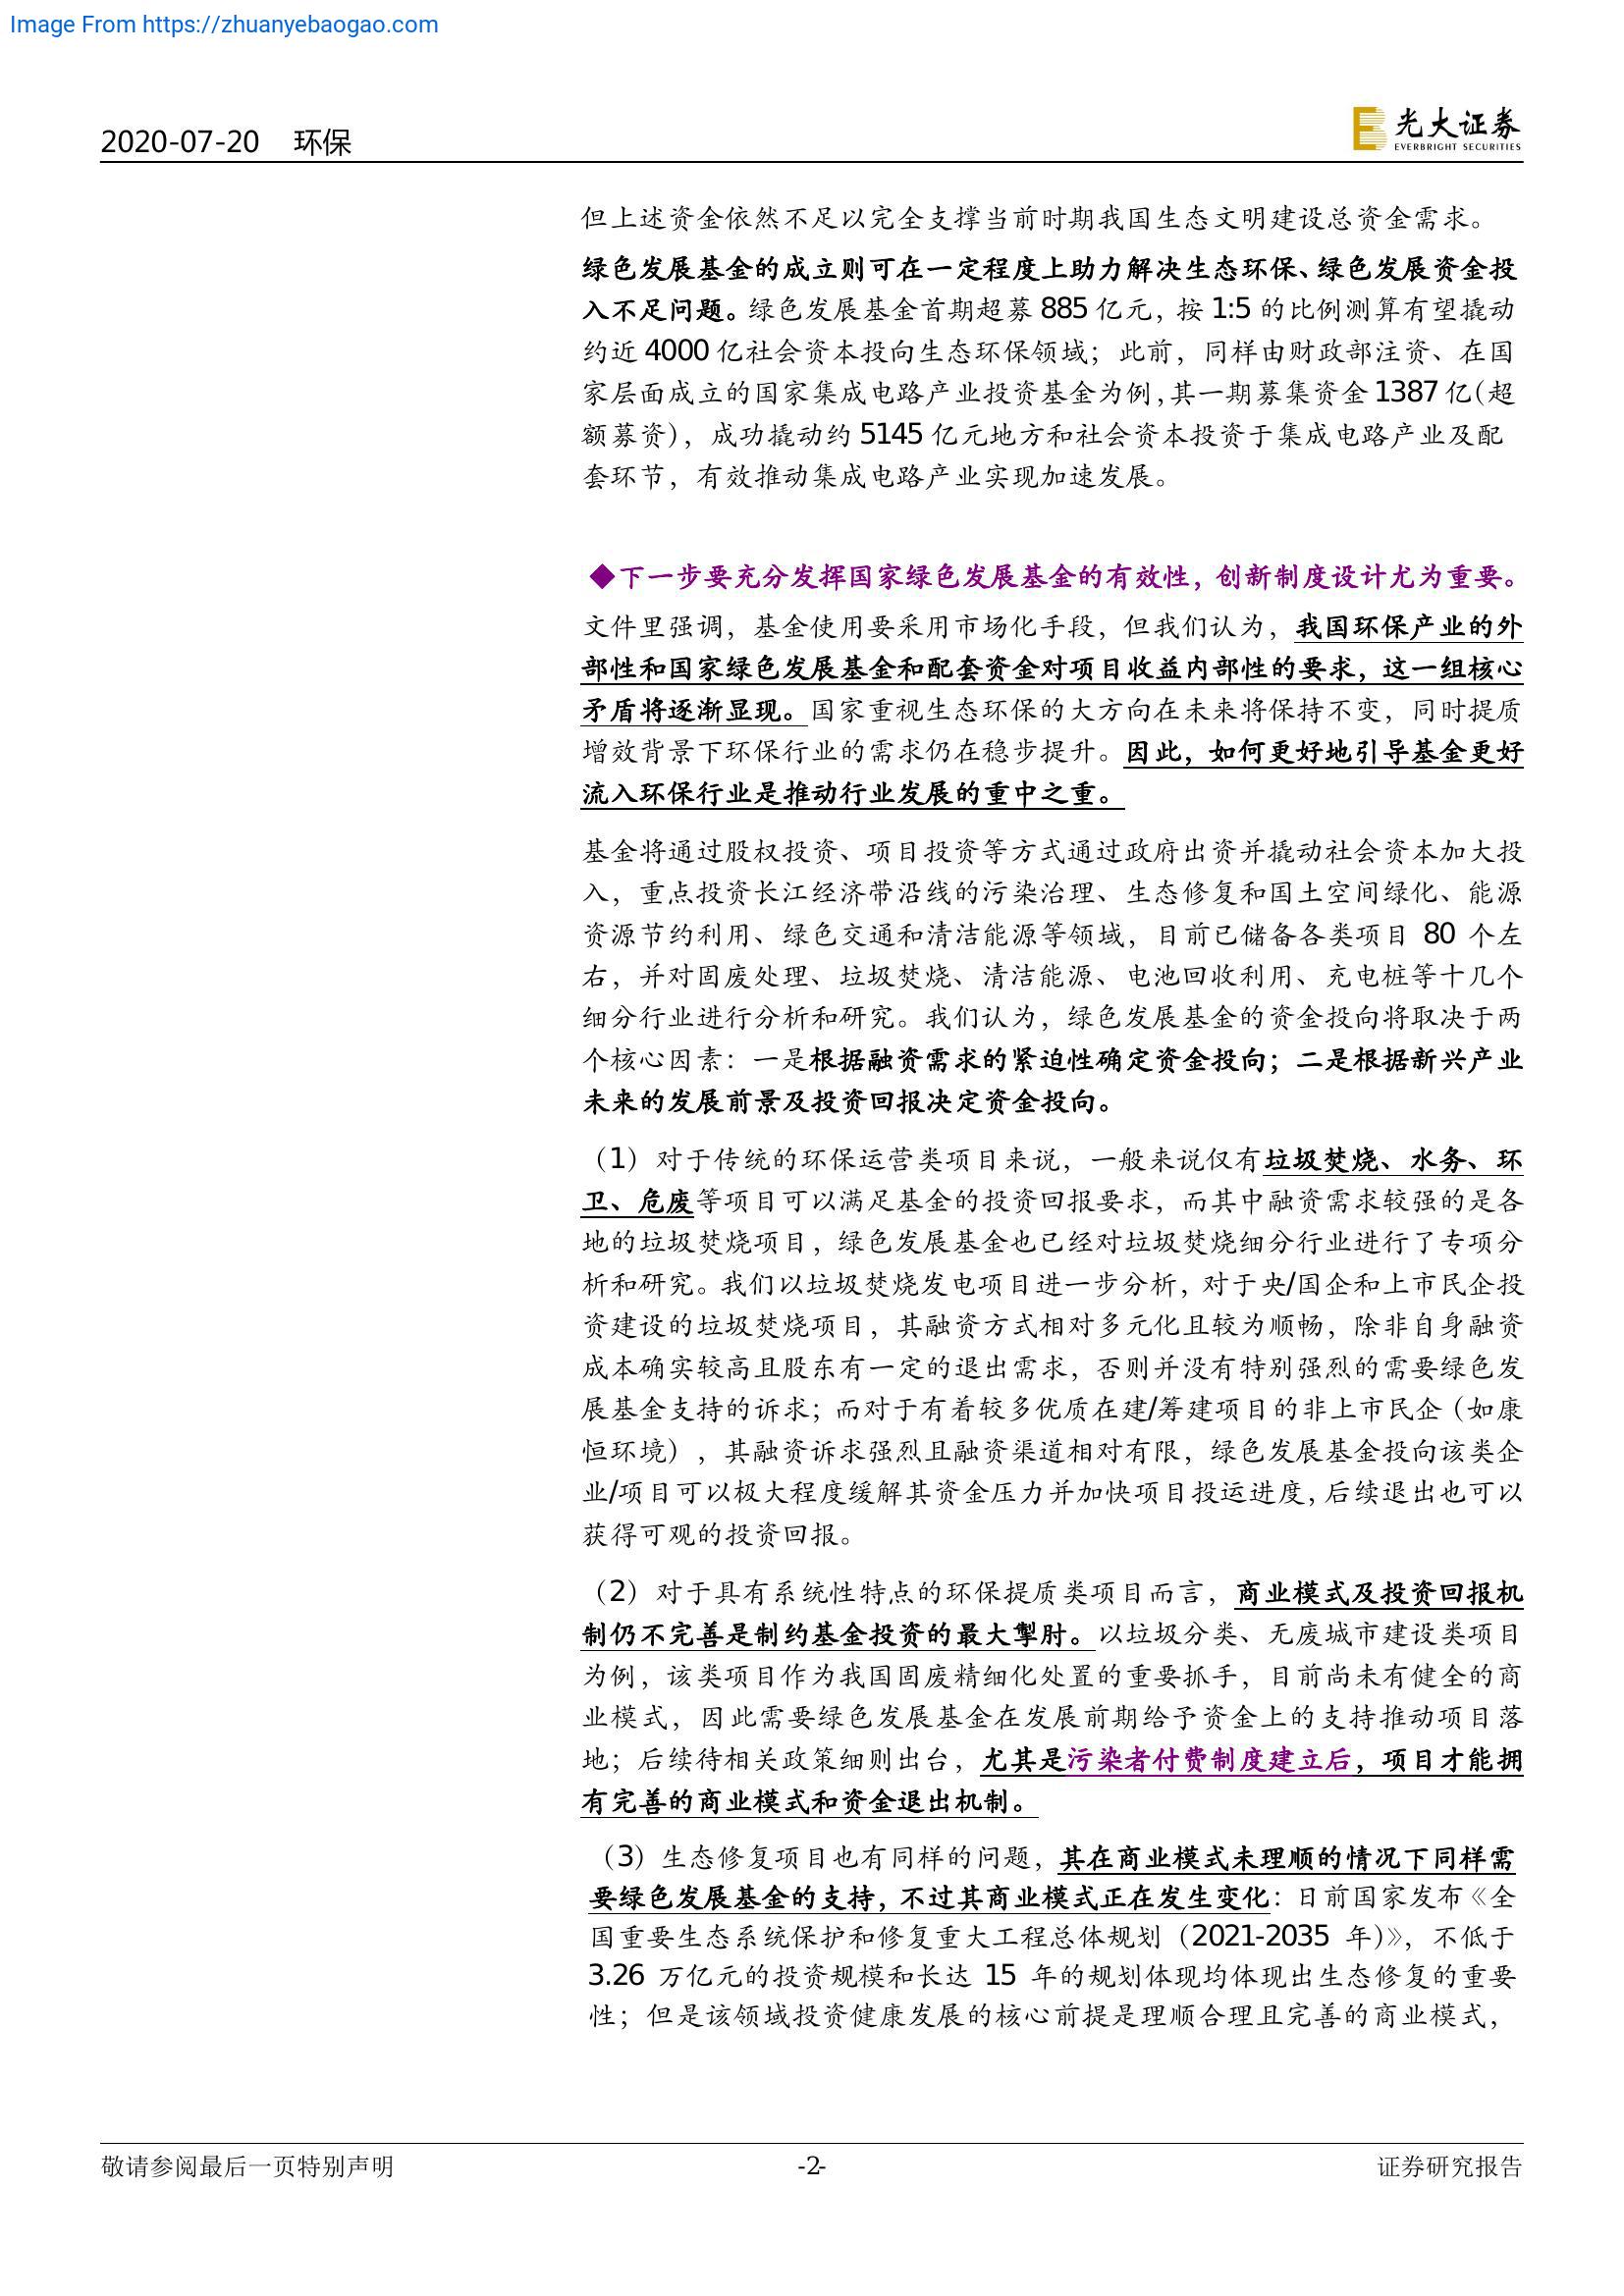 Image From https://zhuanyebaogao.com
2020-07-20 环保
光大证券
EVERBRIGHT SECURITIES
但上述资金依然不足以完全支撑当前时期我国生态文明建设总资金需求。
绿色发展基金的成立则可在一定程度上助力解决生态环保、绿色发展资金投
入不足问题。绿色发展基金首期超募 885 亿元，按 1:5 的比例测算有望撬动
约近 4000 亿社会资本投向生态环保领域；此前，同样由财政部注资、在国
家层面成立的国家集成电路产业投资基金为例，其一期募集资金 1387 亿（超
额募资），成功撬动约 5145 亿元地方和社会资本投资于集成电路产业及配
套环节，有效推动集成电路产业实现加速发展。
◆下一步要充分发挥国家绿色发展基金的有效性，创新制度设计尤为重要。
文件里强调，基金使用要采用市场化手段，但我们认为，我国环保产业的外
部性和国家绿色发展基金和配套资金对项目收益内部性的要求，这一组核心
矛盾将逐渐显现。国家重视生态环保的大方向在未来将保持不变，同时提质
增效背景下环保行业的需求仍在稳步提升。因此，如何更好地引导基金更好
流入环保行业是推动行业发展的重中之重。
基金将通过股权投资、项目投资等方式通过政府出资并撬动社会资本加大投
入，重点投资长江经济带沿线的污染治理、生态修复和国土空间绿化、能源
资源节约利用、绿色交通和清洁能源等领域，目前已储备各类项目 80 个左
右，并对固废处理、垃圾焚烧、清洁能源、电池回收利用、充电桩等十几个
细分行业进行分析和研究。我们认为，绿色发展基金的资金投向将取决于两
个核心因素：一是根据融资需求的紧迫性确定资金投向；二是根据新兴产业
未来的发展前景及投资回报决定资金投向。
（1）对于传统的环保运营类项目来说，一般来说仅有垃圾焚烧、水务、环
卫、危废等项目可以满足基金的投资回报要求，而其中融资需求较强的是各
地的垃圾焚烧项目，绿色发展基金也已经对垃圾焚烧细分行业进行了专项分
析和研究。我们以垃圾焚烧发电项目进一步分析，对于央/国企和上市民企投
资建设的垃圾焚烧项目，其融资方式相对多元化且较为顺畅，除非自身融资
成本确实较高且股东有一定的退出需求，否则并没有特别强烈的需要绿色发
展基金支持的诉求；而对于有着较多优质在建/筹建项目的非上市民企（如康
恒环境），其融资诉求强烈且融资渠道相对有限，绿色发展基金投向该类企
业/项目可以极大程度缓解其资金压力并加快项目投运进度，后续退出也可以
获得可观的投资回报。
（2）对于具有系统性特点的环保提质类项目而言，商业模式及投资回报机
制仍不完善是制约基金投资的最大掣肘。以垃圾分类、无废城市建设类项目
为例，该类项目作为我国固废精细化处置的重要抓手，目前尚未有健全的商
业模式，因此需要绿色发展基金在发展前期给予资金上的支持推动项目落
地；后续待相关政策细则出台，尤其是污染者付费制度建立后，项目才能拥
有完善的商业模式和资金退出机制。
（3）生态修复项目也有同样的问题，其在商业模式未理顺的情况下同样需
要绿色发展基金的支持，不过其商业模式正在发生变化：日前国家发布《全
国重要生态系统保护和修复重大工程总体规划（2021-2035 年）》，不低于
3.26 万亿元的投资规模和长达 15 年的规划体现均体现出生态修复的重要
性；但是该领域投资健康发展的核心前提是理顺合理且完善的商业模式，
敬请参阅最后一页特别声明
-2-
证券研究报告